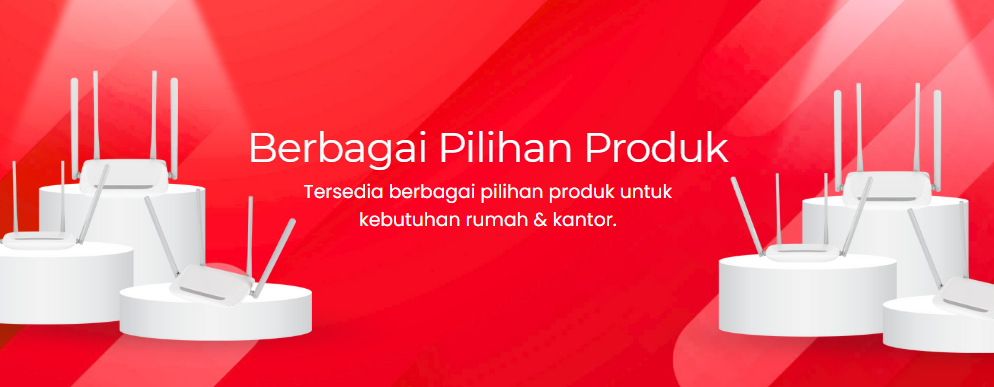 Berbagai Pilihan Produk
Tersedia berbagai pilihan produk untuk
kebutuhan rumah & kantor.